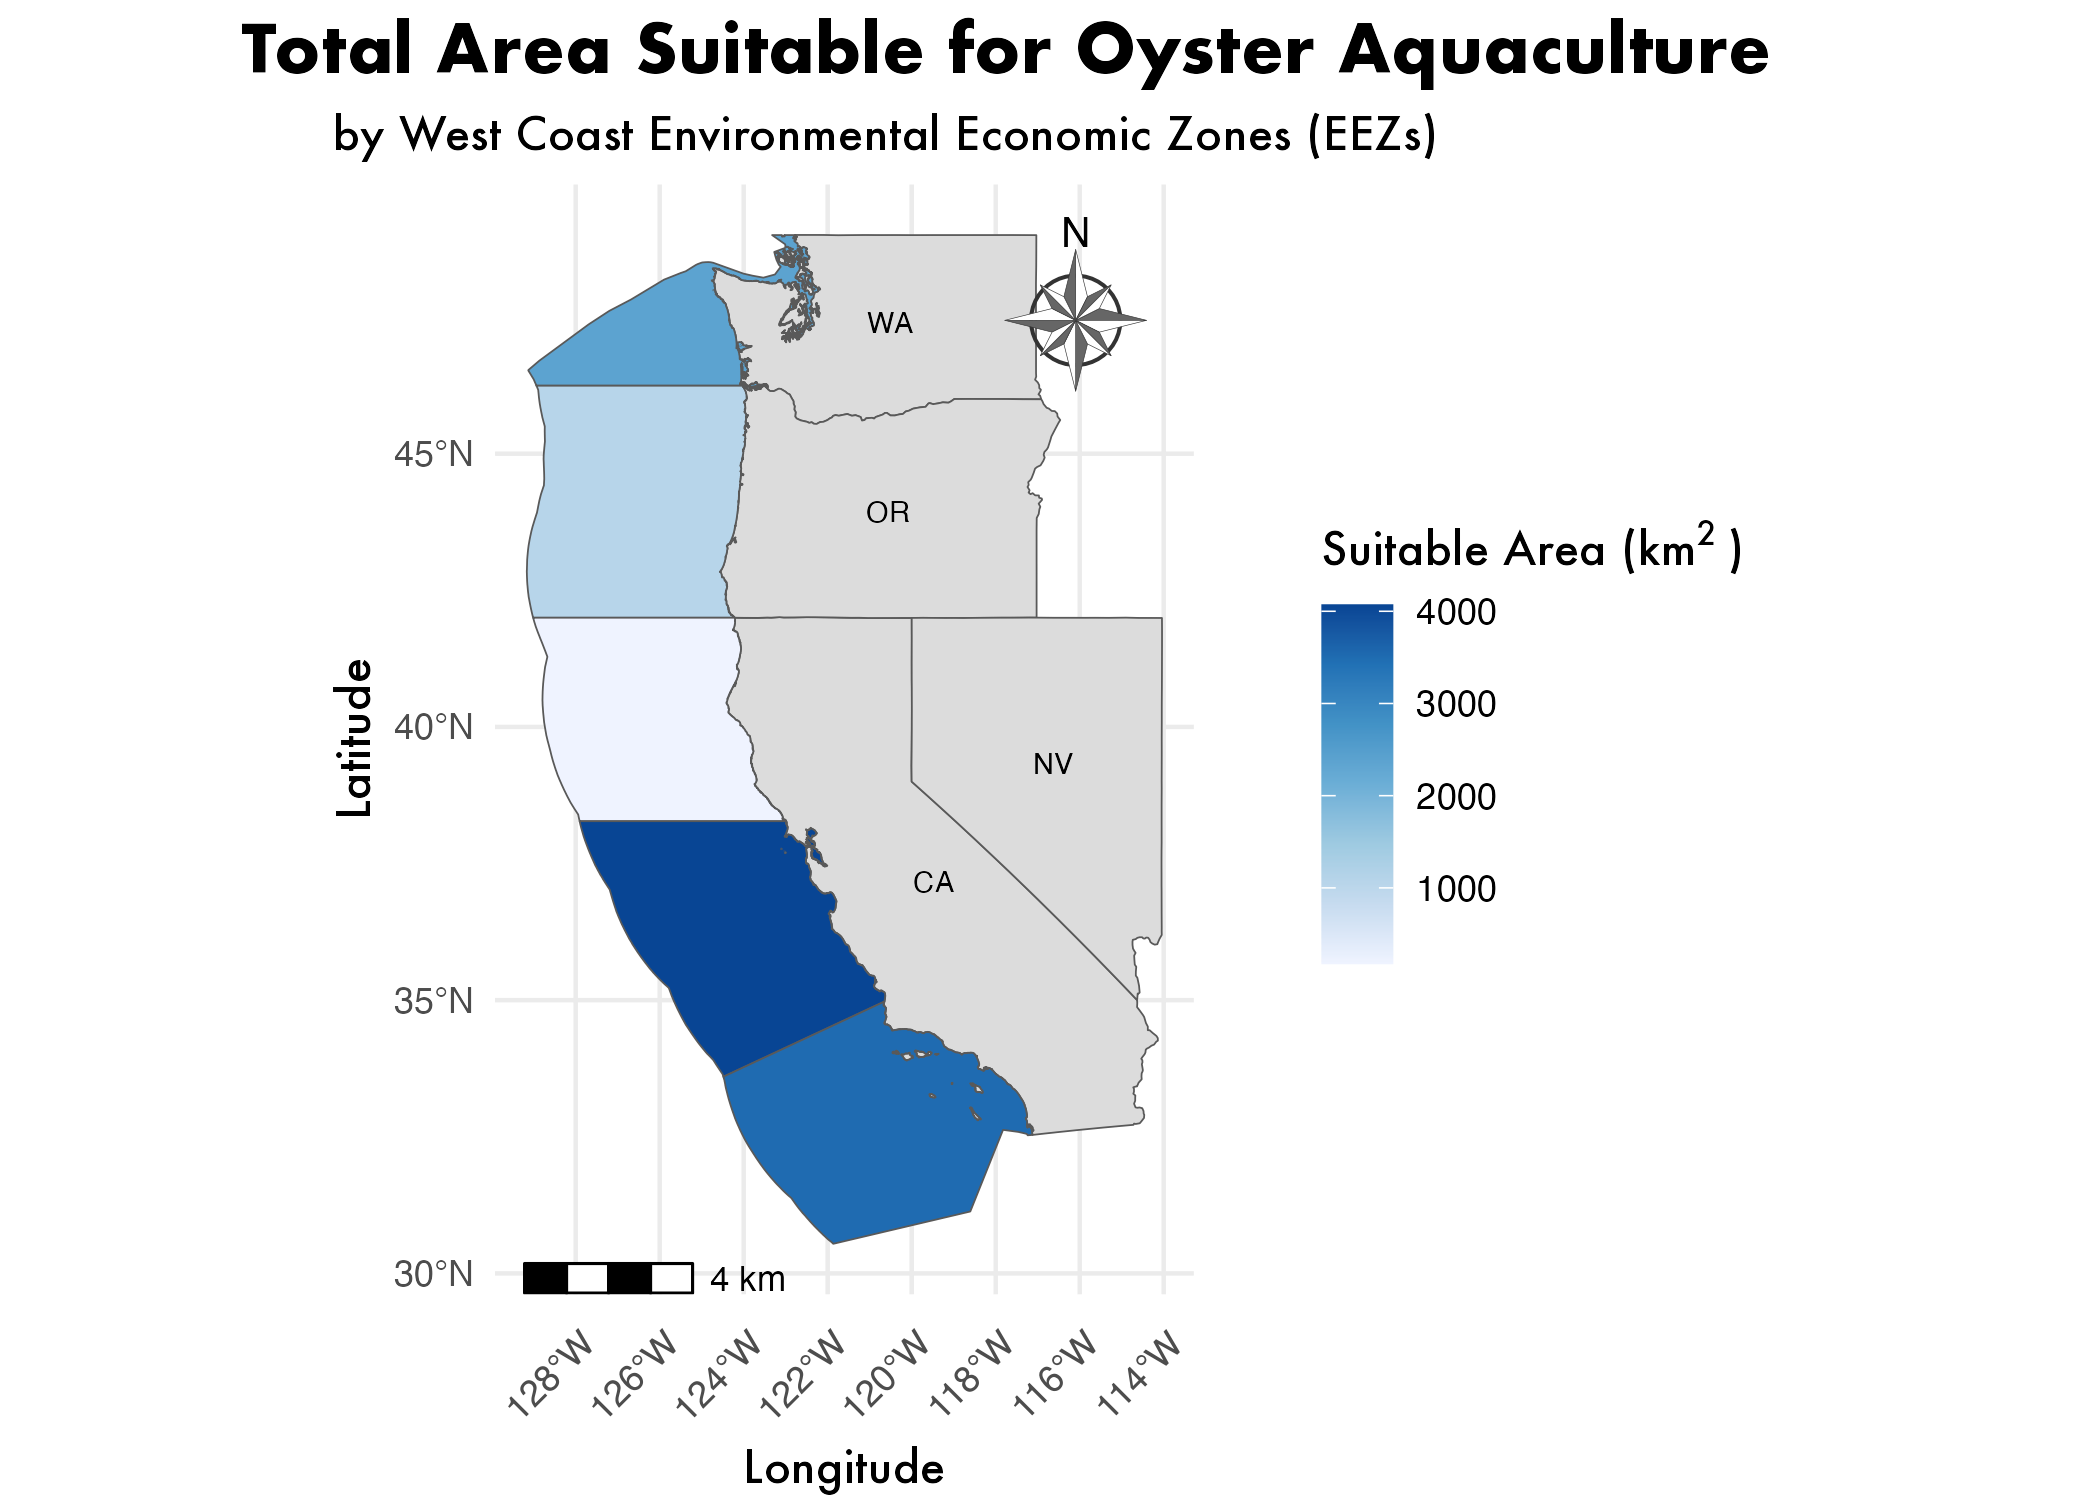 Total Area Suitable for Oyster Aquaculture
by West Coast Environmental Economic Zones (EEZs)
N
WA
OR
NV
CA
45°N
40°N
35°N
30°N
Latitude
4 km
128°W 126°W 124°W 122°W 120°W 118°W 116°W 114°W
Longitude
Suitable Area (km² )
4000
3000
2000
1000